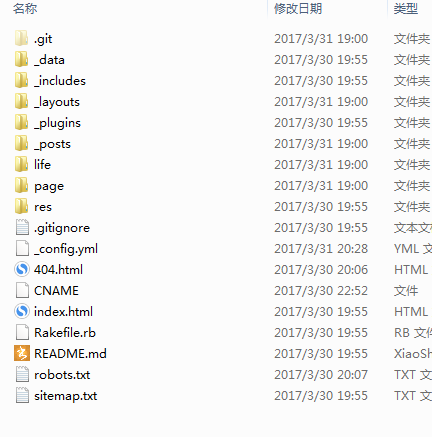 名称 修改日期 类型
.git 2017/3/31 19:00 文件夹
_data 2017/3/30 19:55 文件夹
_includes 2017/3/30 19:55 文件夹
_layouts 2017/3/31 19:00 文件夹
_plugins 2017/3/30 19:55 文件夹
_posts 2017/3/31 19:00 文件夹
life 2017/3/31 19:00 文件夹
page 2017/3/31 19:00 文件夹
res 2017/3/30 19:55 文件夹
.gitignore 2017/3/30 19:55 文本文
_config.yml 2017/3/31 20:28 YML 文
404.html 2017/3/30 20:06 HTML
CNAME 2017/3/30 22:52 文件
index.html 2017/3/30 19:55 HTML
Rakefile.rb 2017/3/30 19:55 RB 文件
README.md 2017/3/30 19:55 XiaoSh
robots.txt 2017/3/30 20:07 TXT 文
sitemap.txt 2017/3/30 19:55 TXT 文